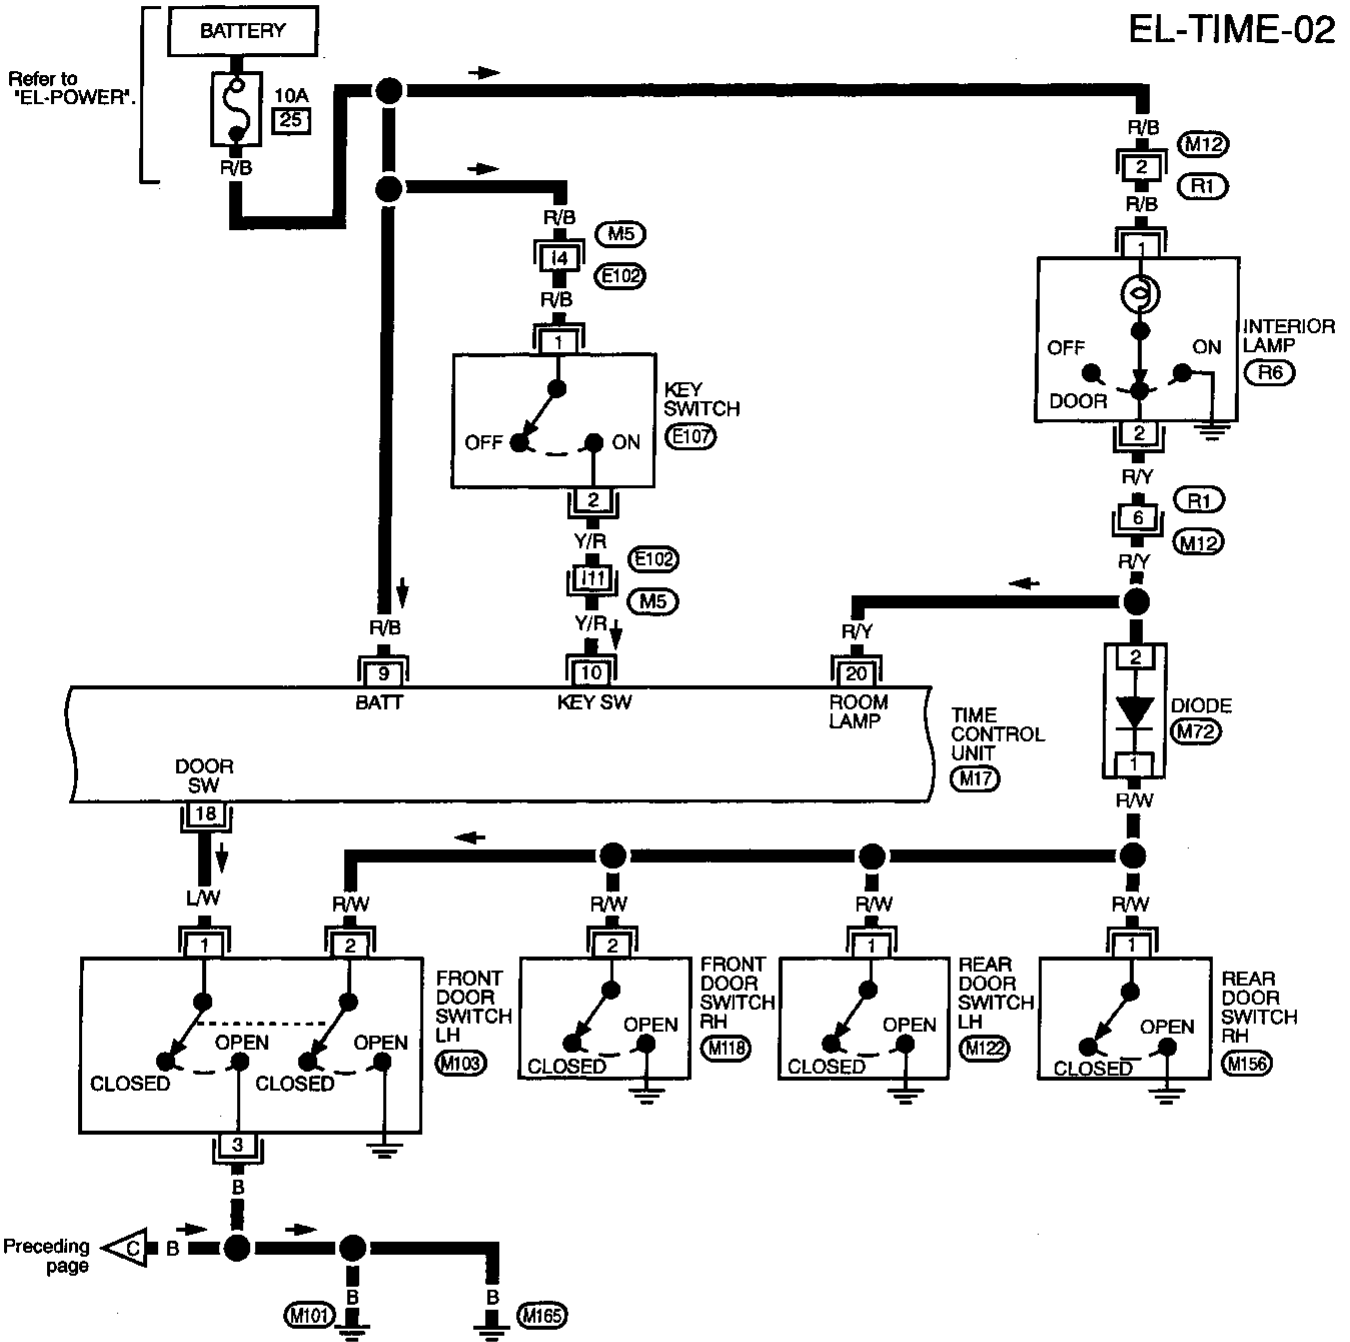 EL-TIME-02
BATTERY
Refer to
"EL-POWER".
10A
25
R/B
R/B
2
M12
R1
R/B
1
R/B
M5
14
E102
R/B
1
OFF
ON
DOOR
INTERIOR
LAMP
R6
2
KEY
SWITCH
E107
OFF
ON
2
R/Y
R1
6
M12
R/Y
Y/R
E102
I11
M5
Y/R
R/B
R/Y
9
10
20
2
BATT
KEY SW
ROOM
LAMP
TIME
CONTROL
UNIT
M17
DIODE
M72
1
R/W
DOOR
SW
18
L/W
R/W
R/W
R/W
R/W
1
2
2
1
1
OPEN
CLOSED
OPEN
CLOSED
FRONT
DOOR
SWITCH
LH
M103
OPEN
CLOSED
FRONT
DOOR
SWITCH
RH
M118
OPEN
CLOSED
REAR
DOOR
SWITCH
LH
M122
OPEN
CLOSED
REAR
DOOR
SWITCH
RH
M156
3
B
Preceding
page
C
B
B
M101
B
M165